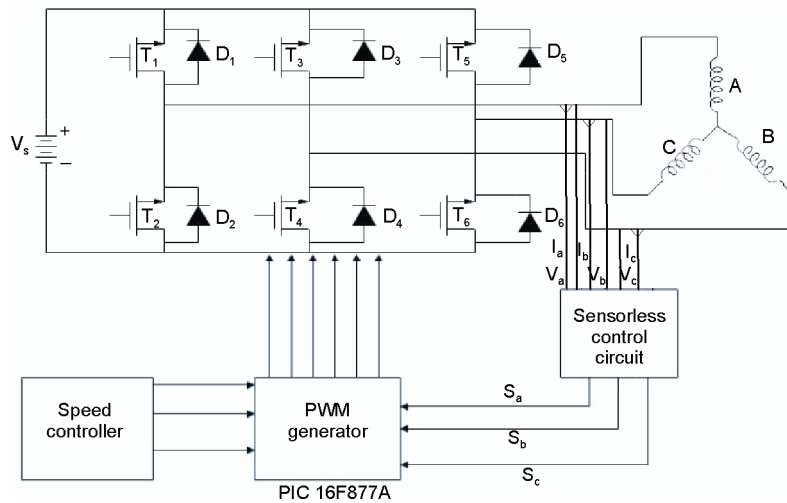 T1 D1 T3 D3 T5 D5
A
Vs + −
C B
T2 D2 T4 D4 T6 D6
Ia Ib Ic
Va Vb Vc
Sensorless
control
circuit
Speed
controller
PWM
generator
Sa
Sb
Sc
PIC 16F877A